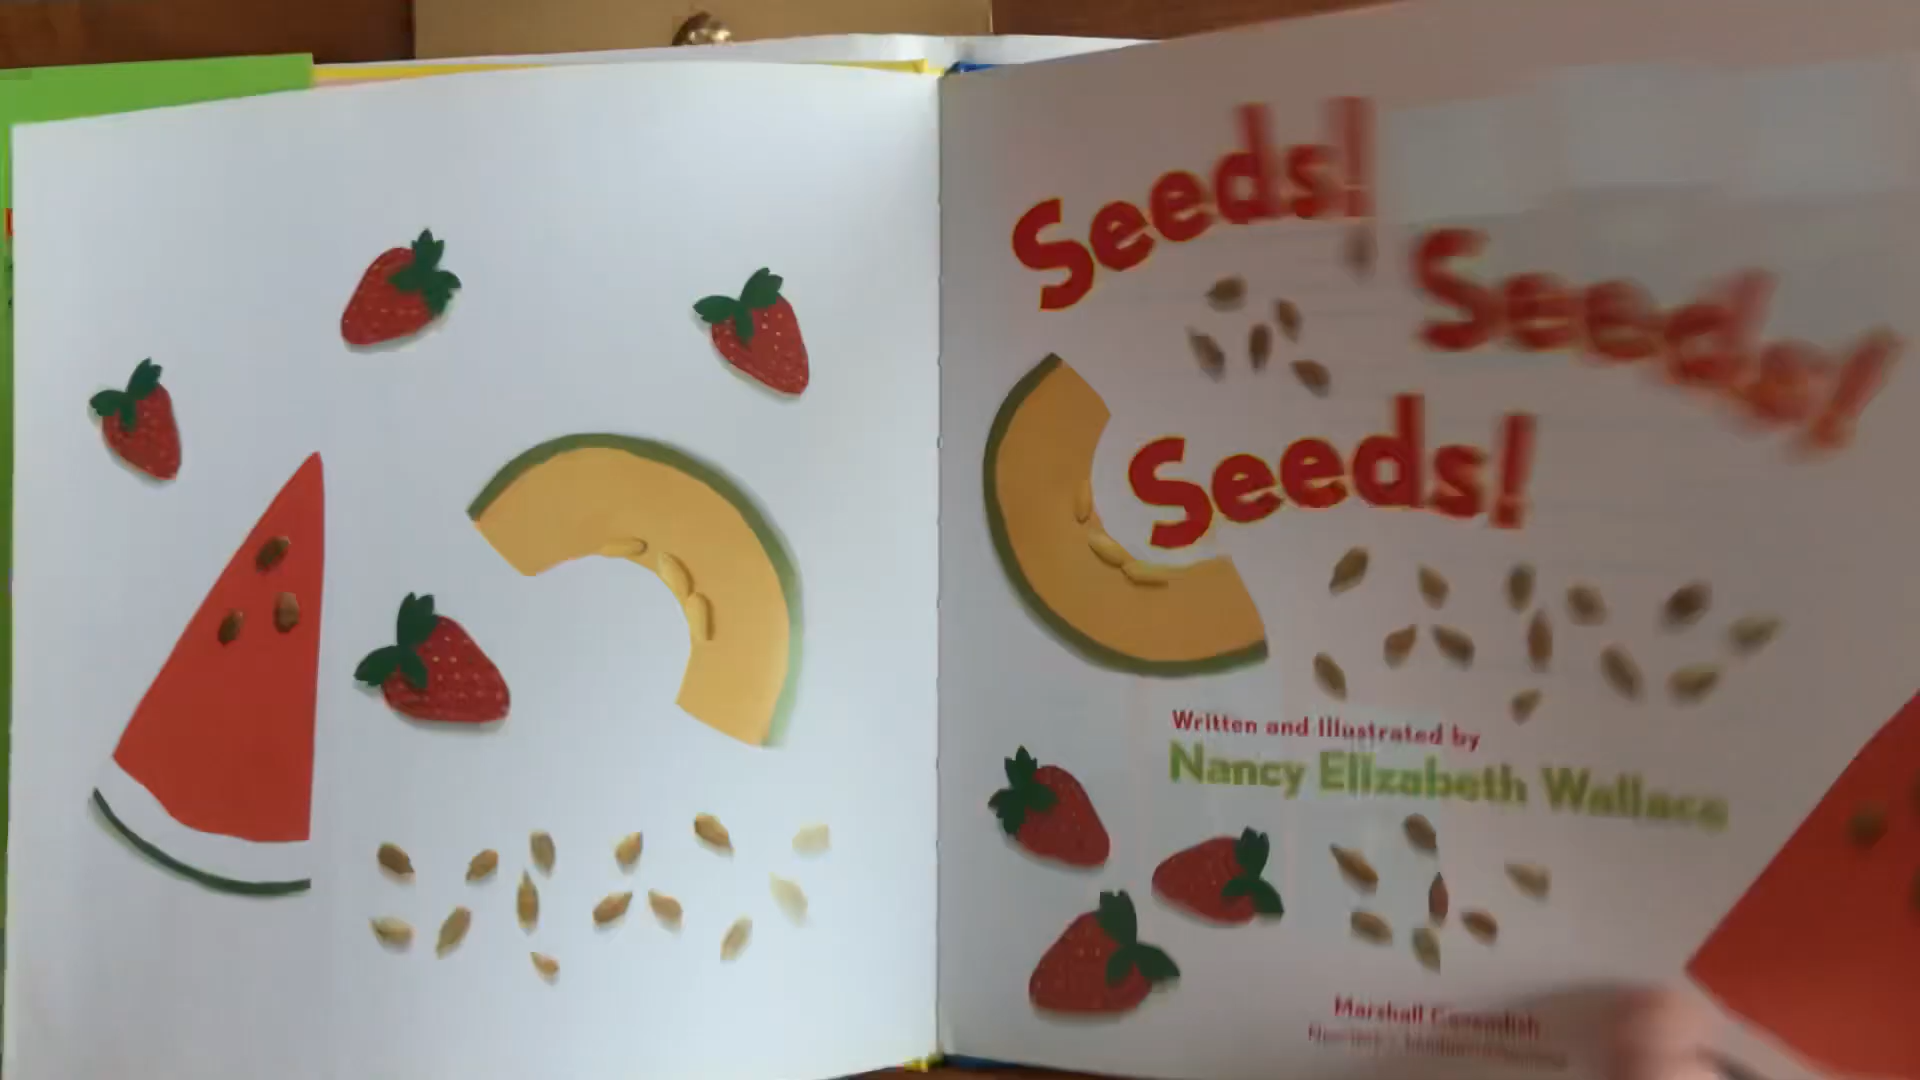 Seeds!
Seeds!
Seeds!
Written and Illustrated by
Nancy Elizabeth Wallace
Marshall Cavendish